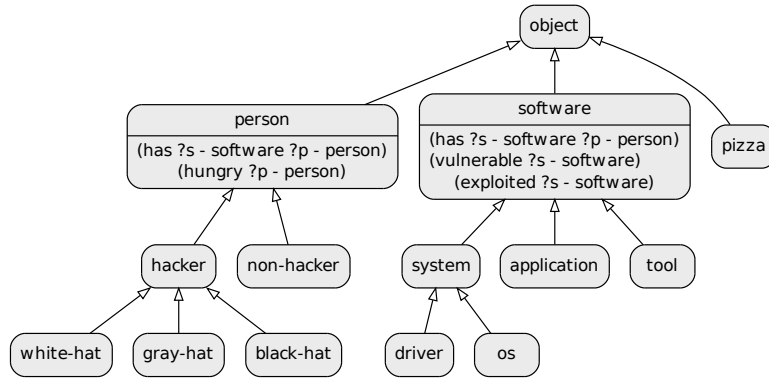 object
person
(has ?s - software ?p - person)
(hungry ?p - person)
software
(has ?s - software ?p - person)
(vulnerable ?s - software)
(exploited ?s - software)
pizza
hacker
non-hacker
system
application
tool
white-hat
gray-hat
black-hat
driver
os